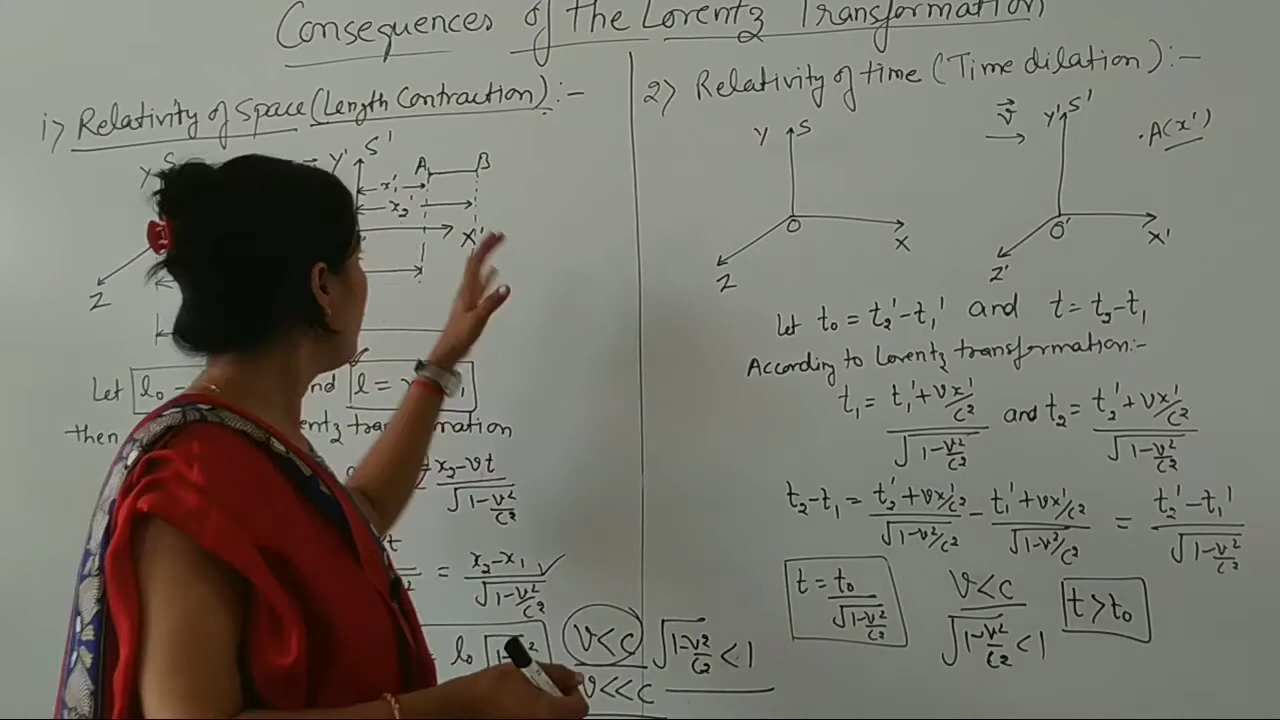 Consequences of the Lorentz Transformation
1) Relativity of Space (Length Contraction) :-
Y S Y' S' A B
x₁'
x₂'
X'
Z
Let l₀ - and l = 1
then entz transformation
= x₂-vt/√1-v²/c²
= x₂-x₁/√1-v²/c² ✓
= l₀ √1-
v<c √1-v²/c² <1
v<<c
2) Relativity of time (Time dilation) :-
Y S v⃗ Y' S' .A(x')
O X O' X'
Z Z'
Let t₀ = t₂'-t₁' and t = t₂-t₁
According to Lorentz transformation:-
t₁ = t₁'+vx'/c²/√1-v²/c² and t₂ = t₂'+vx'/c²/√1-v²/c²
t₂-t₁ = t₂'+vx'/c²/√1-v²/c² - t₁'+vx'/c²/√1-v²/c² = t₂'-t₁'/√1-v²/c²
t = t₀/√1-v²/c² v<c t>t₀
√1-v²/c² <1